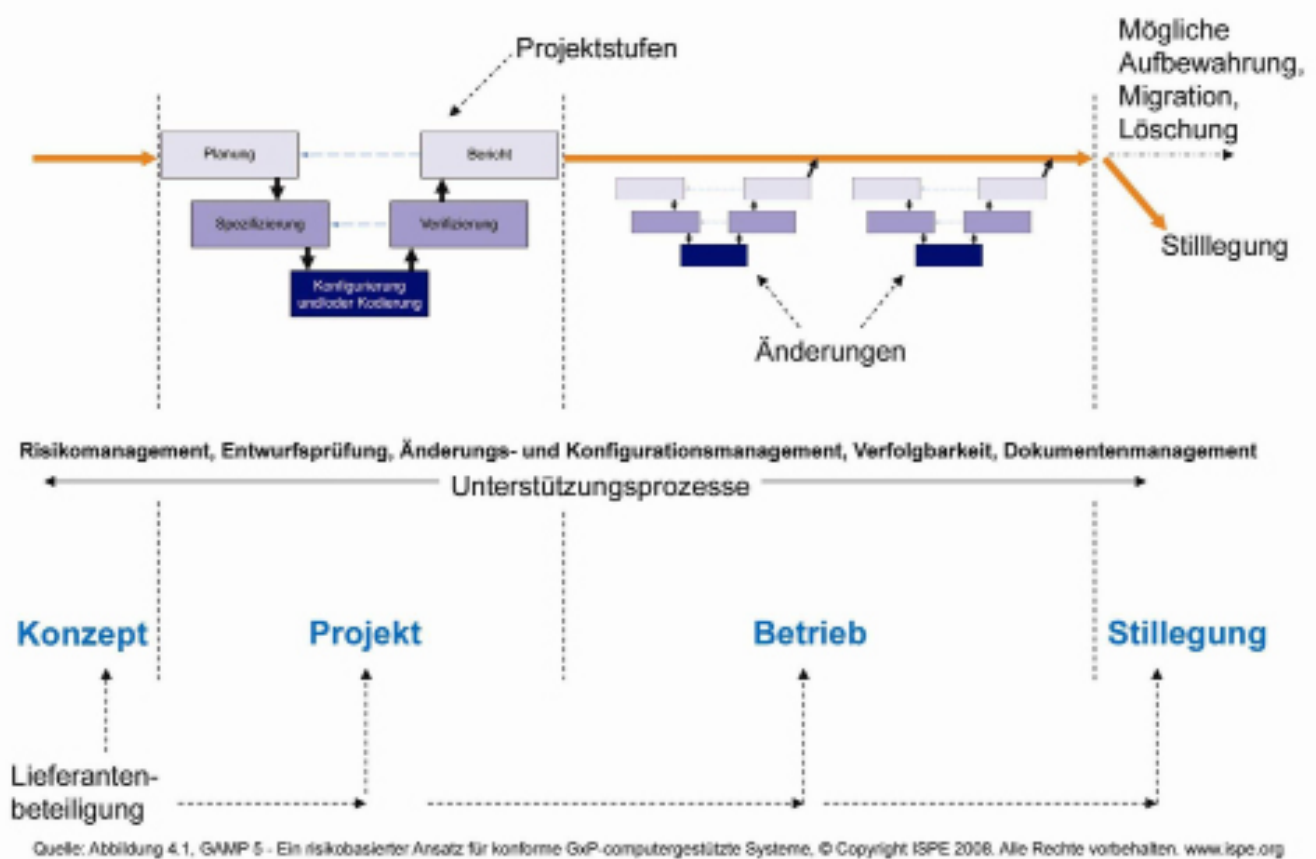 Projektstufen
Mögliche
Aufbewahrung,
Migration,
Löschung
Planung
Bericht
Spezifizierung
Verifizierung
Konfigurierung
und/oder Kodierung
Stilllegung
Änderungen
Risikomanagement, Entwurfsprüfung, Änderungs- und Konfigurationsmanagement, Verfolgbarkeit, Dokumentenmanagement
Unterstützungsprozesse
Konzept
Projekt
Betrieb
Stillegung
Lieferanten-
beteiligung
Quelle: Abbildung 4.1, GAMP 5 - Ein risikobasierter Ansatz für konforme GxP-computergestützte Systeme, © Copyright ISPE 2008. Alle Rechte vorbehalten. www.ispe.org